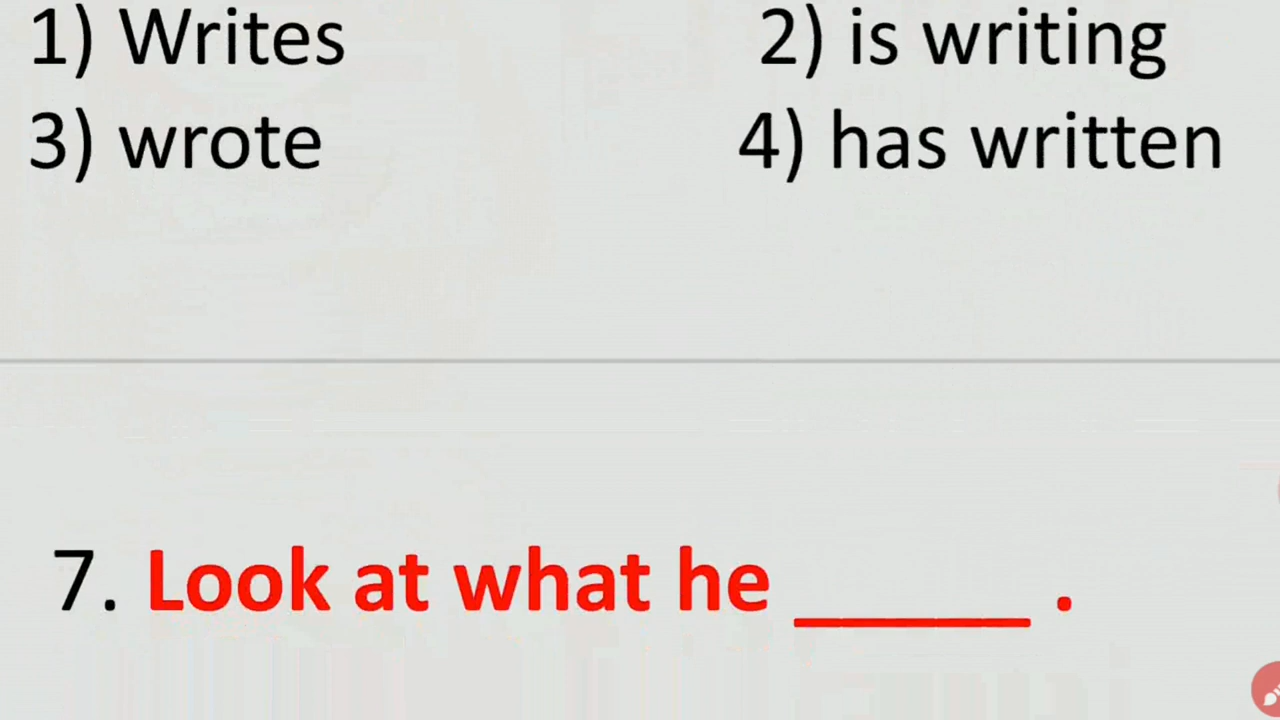 1) Writes 2) is writing
3) wrote 4) has written
7. Look at what he ______ .